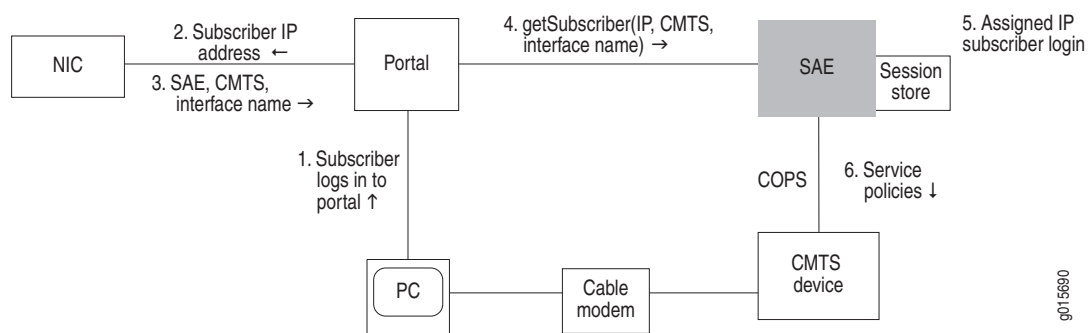 2. Subscriber IP
address ←
NIC
3. SAE, CMTS,
interface name →
Portal
4. getSubscriber(IP, CMTS,
interface name) →
SAE
Session
store
5. Assigned IP
subscriber login
1. Subscriber
logs in to
portal ↑
COPS
6. Service
policies ↓
PC
Cable
modem
CMTS
device
g015690